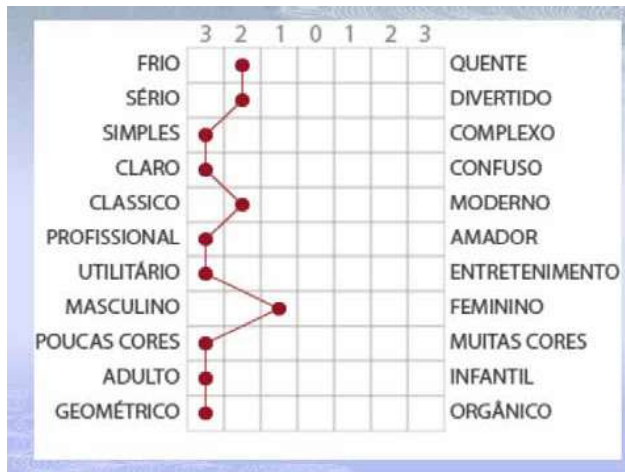 3 2 1 0 1 2 3
FRIO QUENTE
SÉRIO DIVERTIDO
SIMPLES COMPLEXO
CLARO CONFUSO
CLASSICO MODERNO
PROFISSIONAL AMADOR
UTILITÁRIO ENTRETENIMENTO
MASCULINO FEMININO
POUCAS CORES MUITAS CORES
ADULTO INFANTIL
GEOMÉTRICO ORGÂNICO